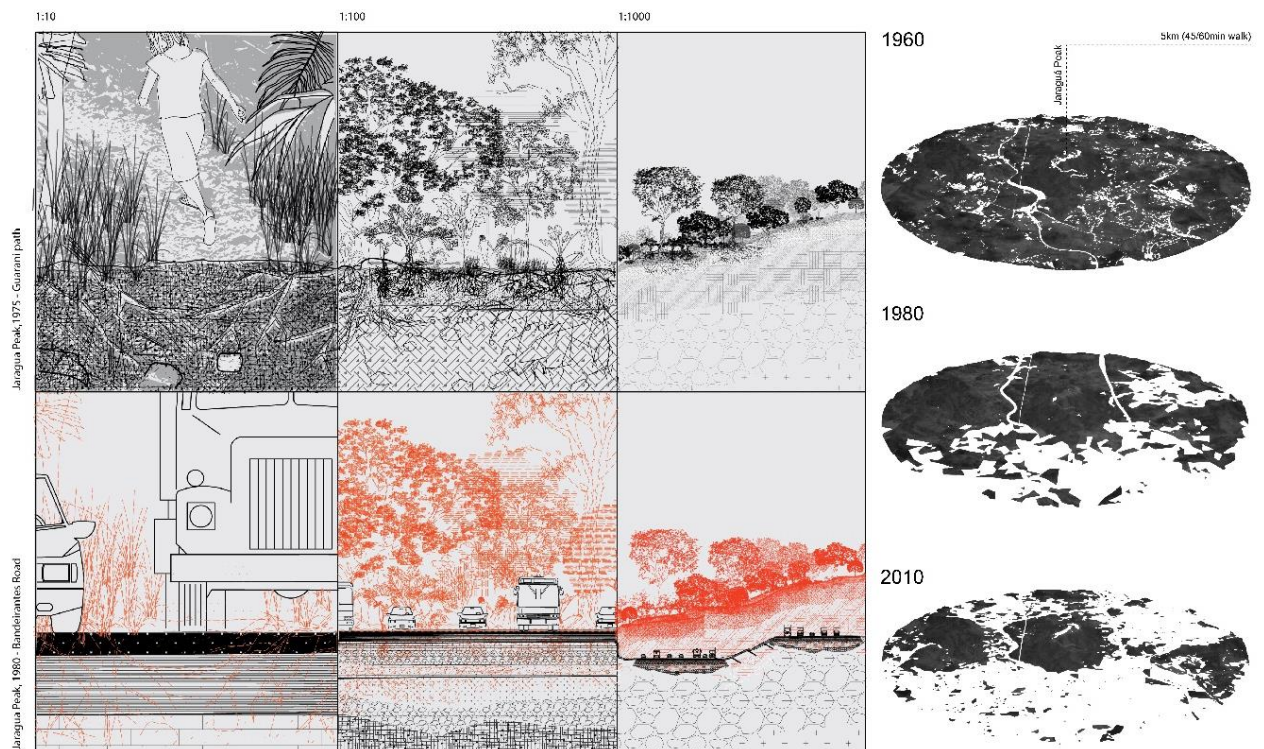 1:10
1:100
1:1000
Jaragua Peak,1975 - Guarani path
Jaragua Peak, 1980 - Bandeirantes Road
1960
5km (45/60min walk)
Jaraguá Peak
1980
2010